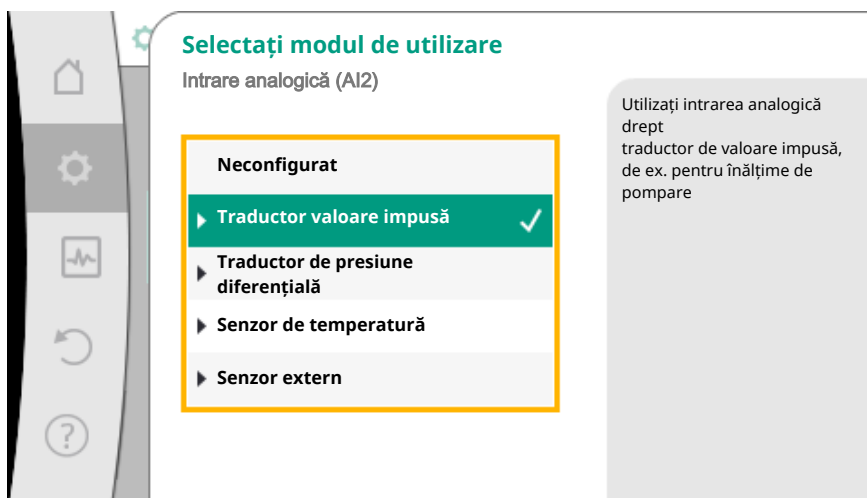 Selectați modul de utilizare
Intrare analogică (AI2)
Neconfigurat
Traductor valoare impusă
Traductor de presiune
diferențială
Senzor de temperatură
Senzor extern
Utilizați intrarea analogică
drept
traductor de valoare impusă,
de ex. pentru înălțime de
pompare
?